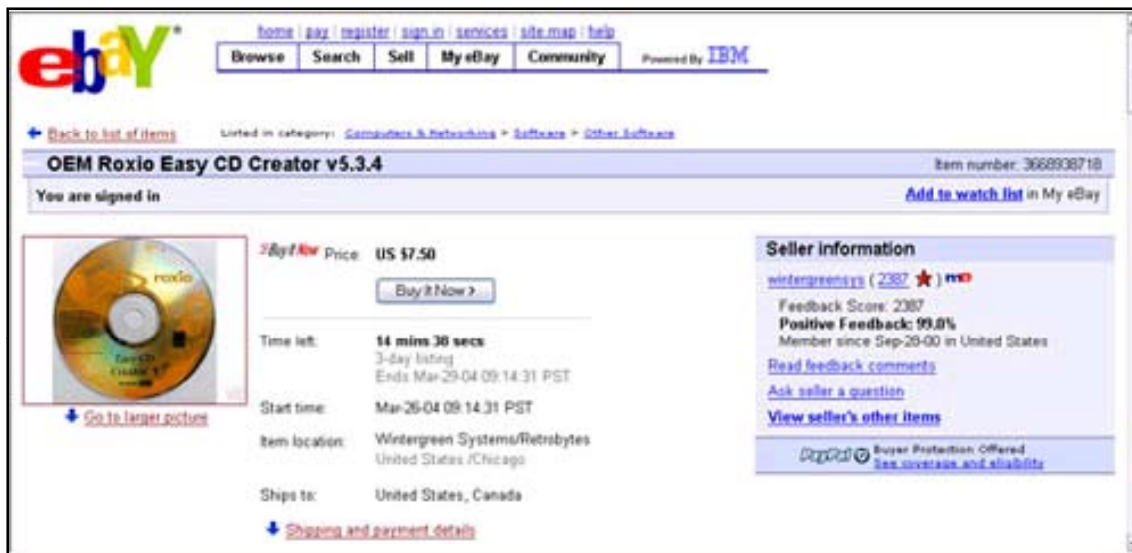 home | pay | register | sign in | services | site map | help
ebaY
Browse Search Sell My eBay Community Powered By IBM
Back to list of items Listed in category: Computers & Networking > Software > Other Software
OEM Roxio Easy CD Creator v5.3.4 Item number: 3668938718
You are signed in Add to watch list in My eBay
Buy It Now Price: US $7.50
Buy It Now >
roxio
Easy CD
Creator
Go to larger picture
Time left: 14 mins 38 secs
3-day listing
Ends Mar-29-04 09:14:31 PST
Start time: Mar-26-04 09:14:31 PST
Item location: Wintergreen Systems/Retrobytes
United States /Chicago
Ships to: United States, Canada
Shipping and payment details
Seller information
wintergreensys ( 2387 ) me
Feedback Score: 2387
Positive Feedback: 99.8%
Member since Sep-28-00 in United States
Read feedback comments
Ask seller a question
View seller's other items
PayPal Buyer Protection Offered
See coverage and eligibility